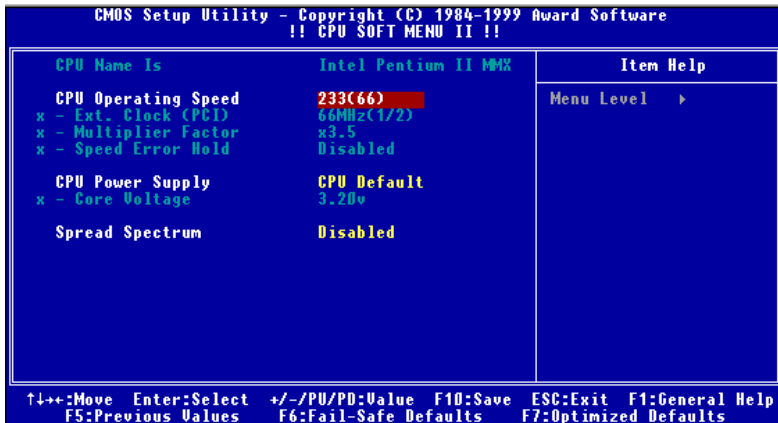 CMOS Setup Utility - Copyright (C) 1984-1999 Award Software
!! CPU SOFT MENU II !!
CPU Name Is Intel Pentium II MMX
CPU Operating Speed 233(66)
x - Ext. Clock (PCI) 66MHz(1/2)
x - Multiplier Factor x3.5
x - Speed Error Hold Disabled
CPU Power Supply CPU Default
x - Core Voltage 3.20v
Spread Spectrum Disabled
Item Help
Menu Level ▸
↑↓→←:Move Enter:Select +/-/PU/PD:Value F10:Save ESC:Exit F1:General Help
F5:Previous Values F6:Fail-Safe Defaults F7:Optimized Defaults